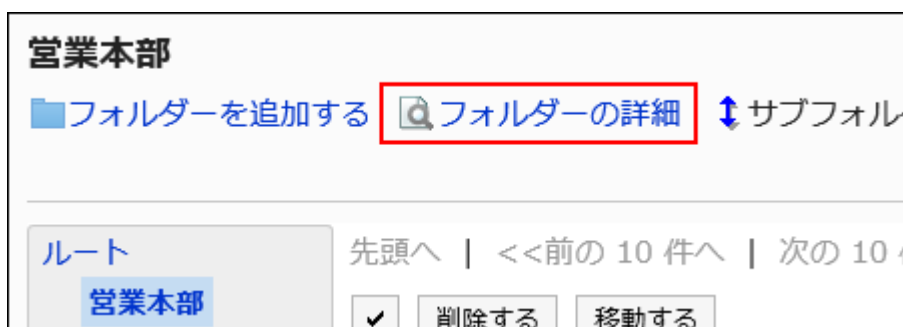 営業本部
フォルダーを追加する フォルダーの詳細 サブフォル
ルート
営業本部
先頭へ | <<前の 10 件へ | 次の 10
削除する 移動する